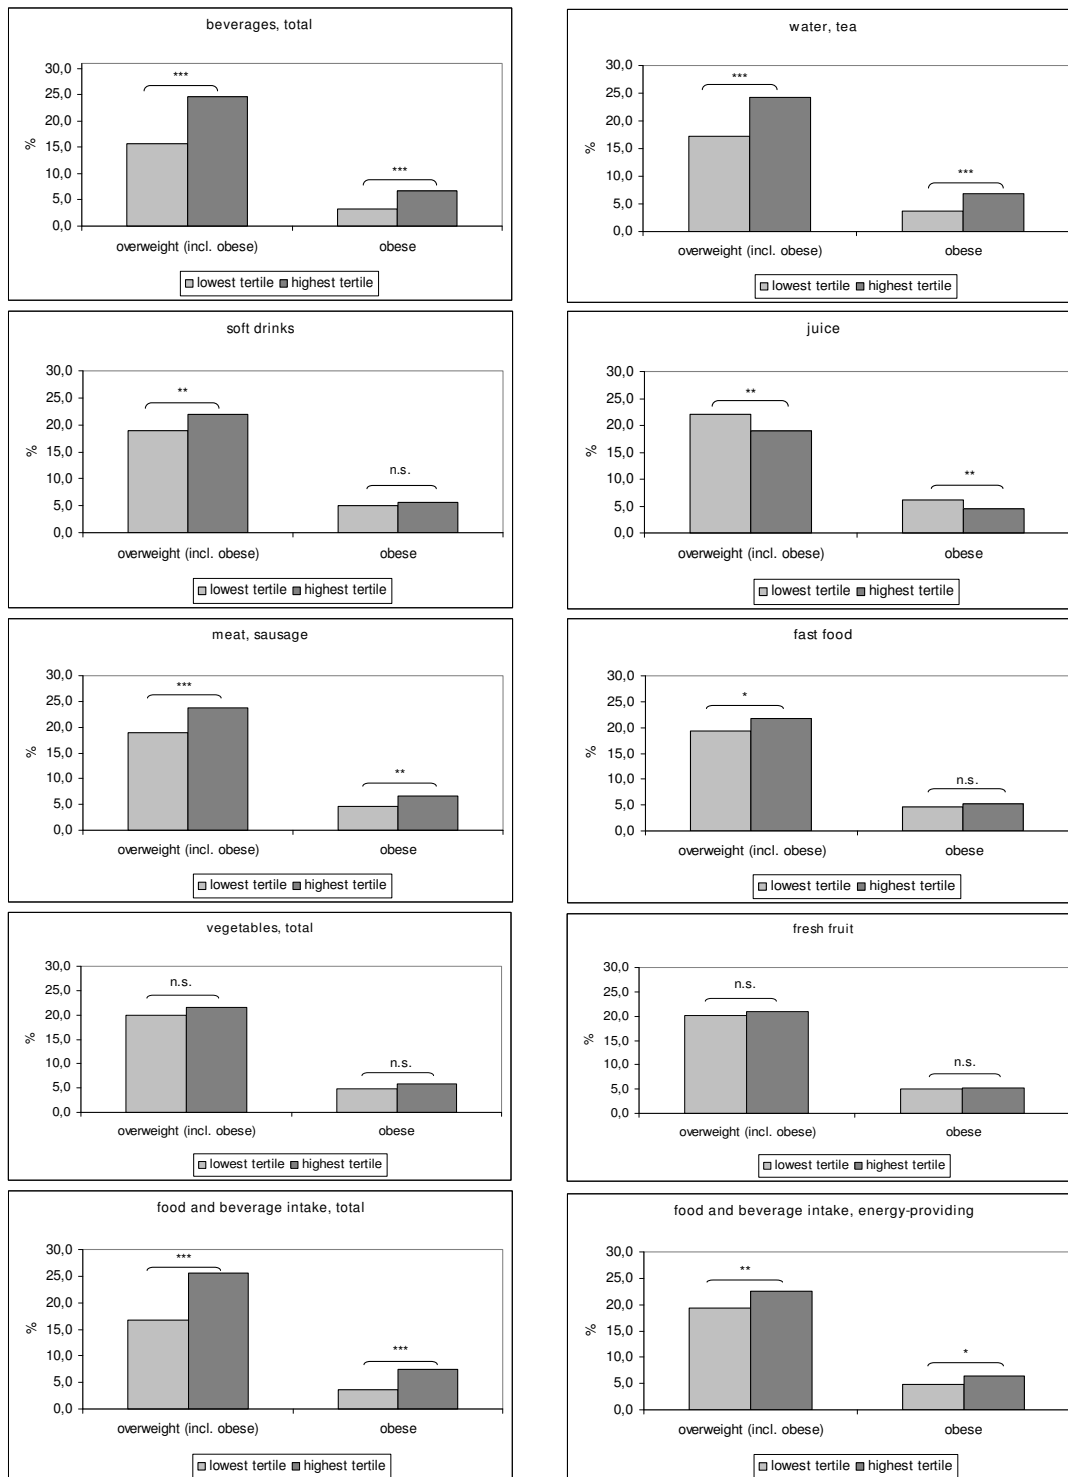 beverages, total
30,0
25,0
20,0
15,0
10,0
5,0
0,0
%
***
***
overweight (incl. obese) obese
lowest tertile highest tertile
water, tea
30,0
25,0
20,0
15,0
10,0
5,0
0,0
%
***
***
overweight (incl. obese) obese
lowest tertile highest tertile
soft drinks
30,0
25,0
20,0
15,0
10,0
5,0
0,0
%
**
n.s.
overweight (incl. obese) obese
lowest tertile highest tertile
juice
30,0
25,0
20,0
15,0
10,0
5,0
0,0
%
**
**
overweight (incl. obese) obese
lowest tertile highest tertile
meat, sausage
30,0
25,0
20,0
15,0
10,0
5,0
0,0
%
***
**
overweight (incl. obese) obese
lowest tertile highest tertile
fast food
30,0
25,0
20,0
15,0
10,0
5,0
0,0
%
*
n.s.
overweight (incl. obese) obese
lowest tertile highest tertile
vegetables, total
30,0
25,0
20,0
15,0
10,0
5,0
0,0
%
n.s.
n.s.
overweight (incl. obese) obese
lowest tertile highest tertile
fresh fruit
30,0
25,0
20,0
15,0
10,0
5,0
0,0
%
n.s.
n.s.
overweight (incl. obese) obese
lowest tertile highest tertile
food and beverage intake, total
30,0
25,0
20,0
15,0
10,0
5,0
0,0
%
***
***
overweight (incl. obese) obese
lowest tertile highest tertile
food and beverage intake, energy-providing
30,0
25,0
20,0
15,0
10,0
5,0
0,0
%
**
*
overweight (incl. obese) obese
lowest tertile highest tertile